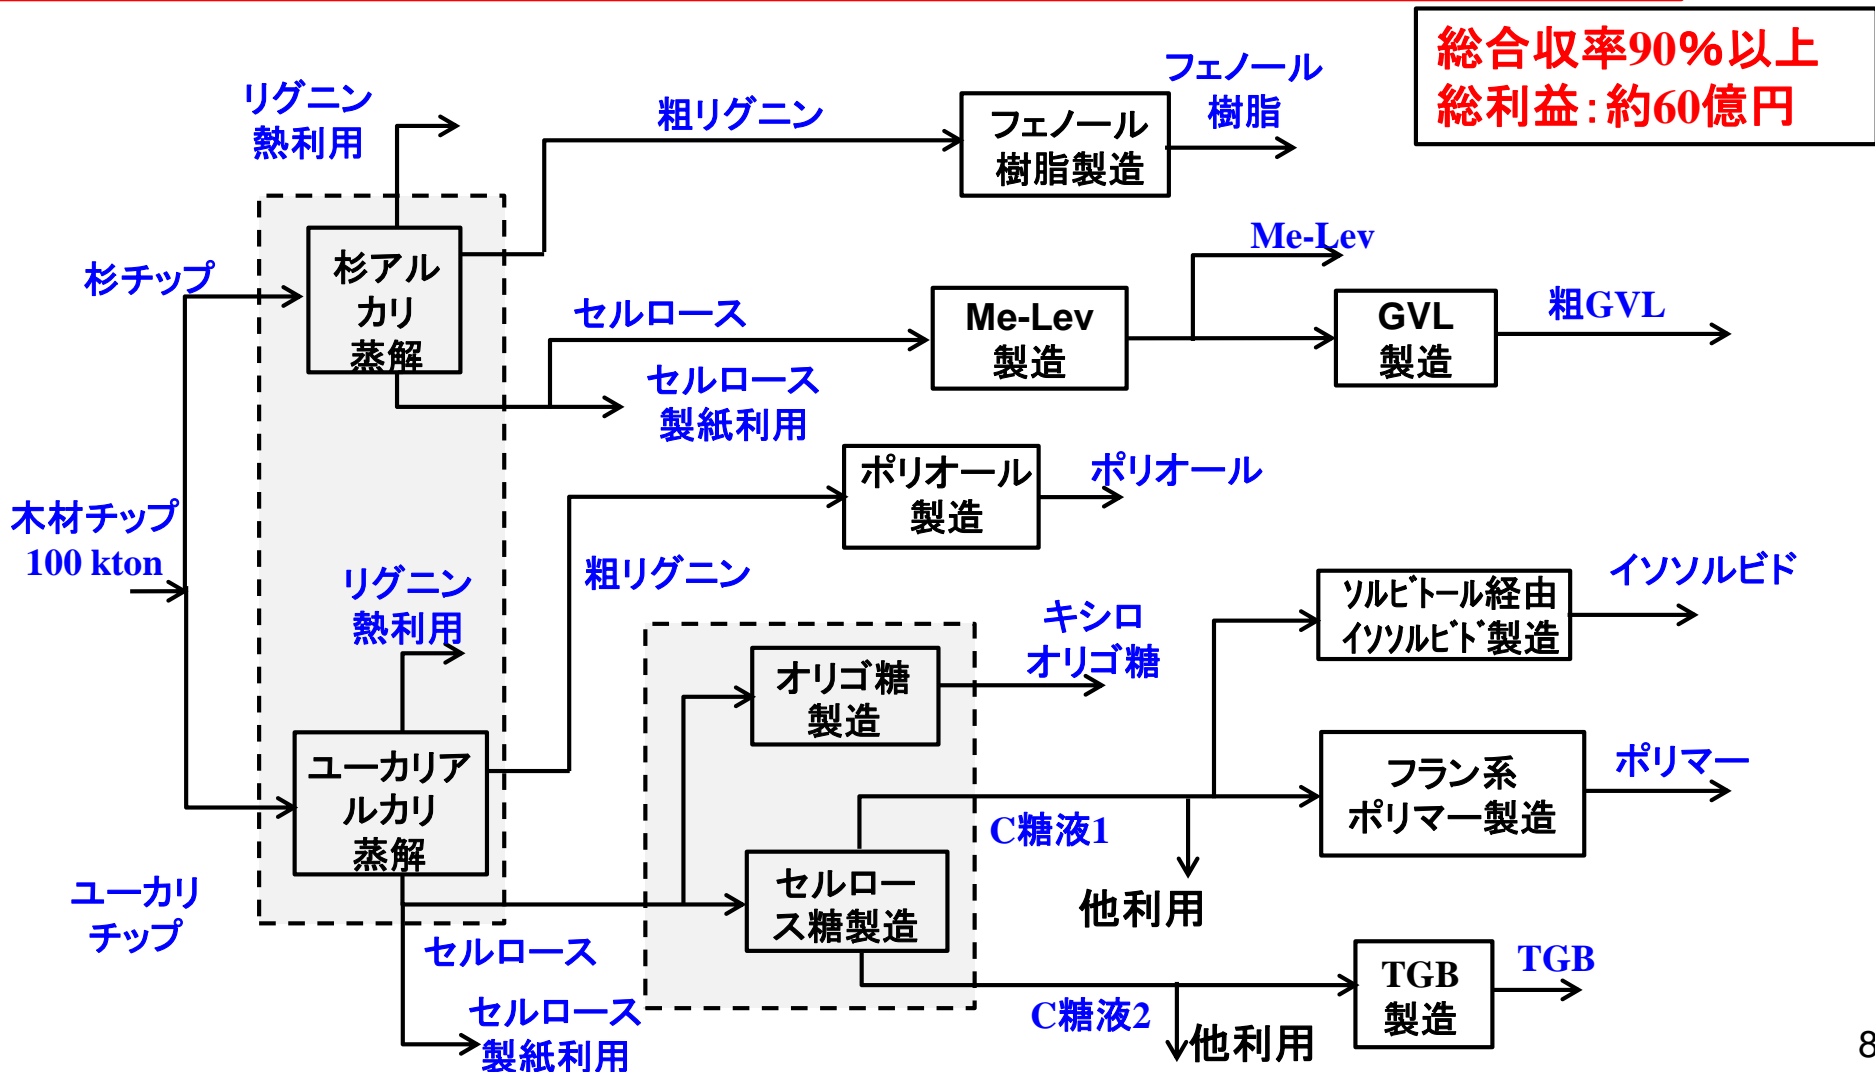 総合収率90%以上
総利益：約60億円
フェノール
樹脂
リグニン
熱利用
粗リグニン
フェノール
樹脂製造
杉チップ
杉アル
カリ
蒸解
Me-Lev
セルロース
Me-Lev
製造
GVL
製造
粗GVL
セルロース
製紙利用
木材チップ
100 kton
ポリオール
製造
ポリオール
リグニン
熱利用
粗リグニン
キシロ
オリゴ糖
ソルビトール経由
イソソルビド製造
イソソルビド
オリゴ糖
製造
ユーカリア
ルカリ
蒸解
フラン系
ポリマー製造
ポリマー
C糖液1
ユーカリ
チップ
セルロー
ス糖製造
他利用
セルロース
TGB
製造
TGB
セルロース
製紙利用
C糖液2
他利用
8